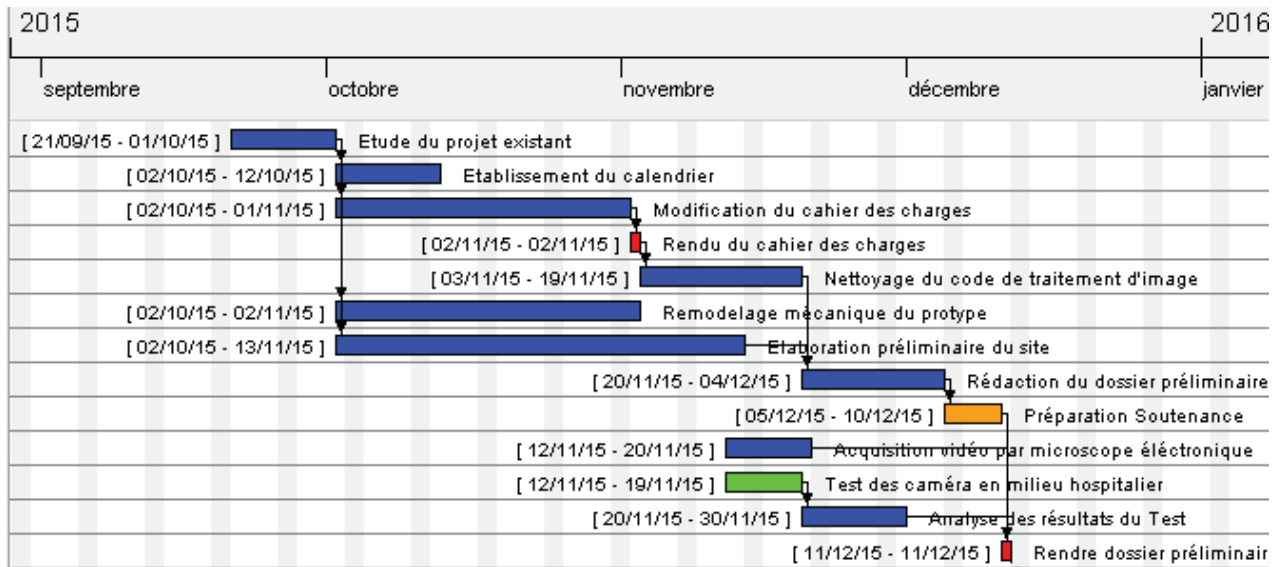 2015 2016
septembre octobre novembre décembre janvier
[ 21/09/15 - 01/10/15 ] Etude du projet existant
[ 02/10/15 - 12/10/15 ] Etablissement du calendrier
[ 02/10/15 - 01/11/15 ] Modification du cahier des charges
[ 02/11/15 - 02/11/15 ] Rendu du cahier des charges
[ 03/11/15 - 19/11/15 ] Nettoyage du code de traitement d'image
[ 02/10/15 - 02/11/15 ] Remodelage mécanique du protype
[ 02/10/15 - 13/11/15 ] Elaboration préliminaire du site
[ 20/11/15 - 04/12/15 ] Rédaction du dossier préliminaire
[ 05/12/15 - 10/12/15 ] Préparation Soutenance
[ 12/11/15 - 20/11/15 ] Acquisition vidéo par microscope éléctronique
[ 12/11/15 - 19/11/15 ] Test des caméra en milieu hospitalier
[ 20/11/15 - 30/11/15 ] Analyse des résultats du Test
[ 11/12/15 - 11/12/15 ] Rendre dossier préliminair